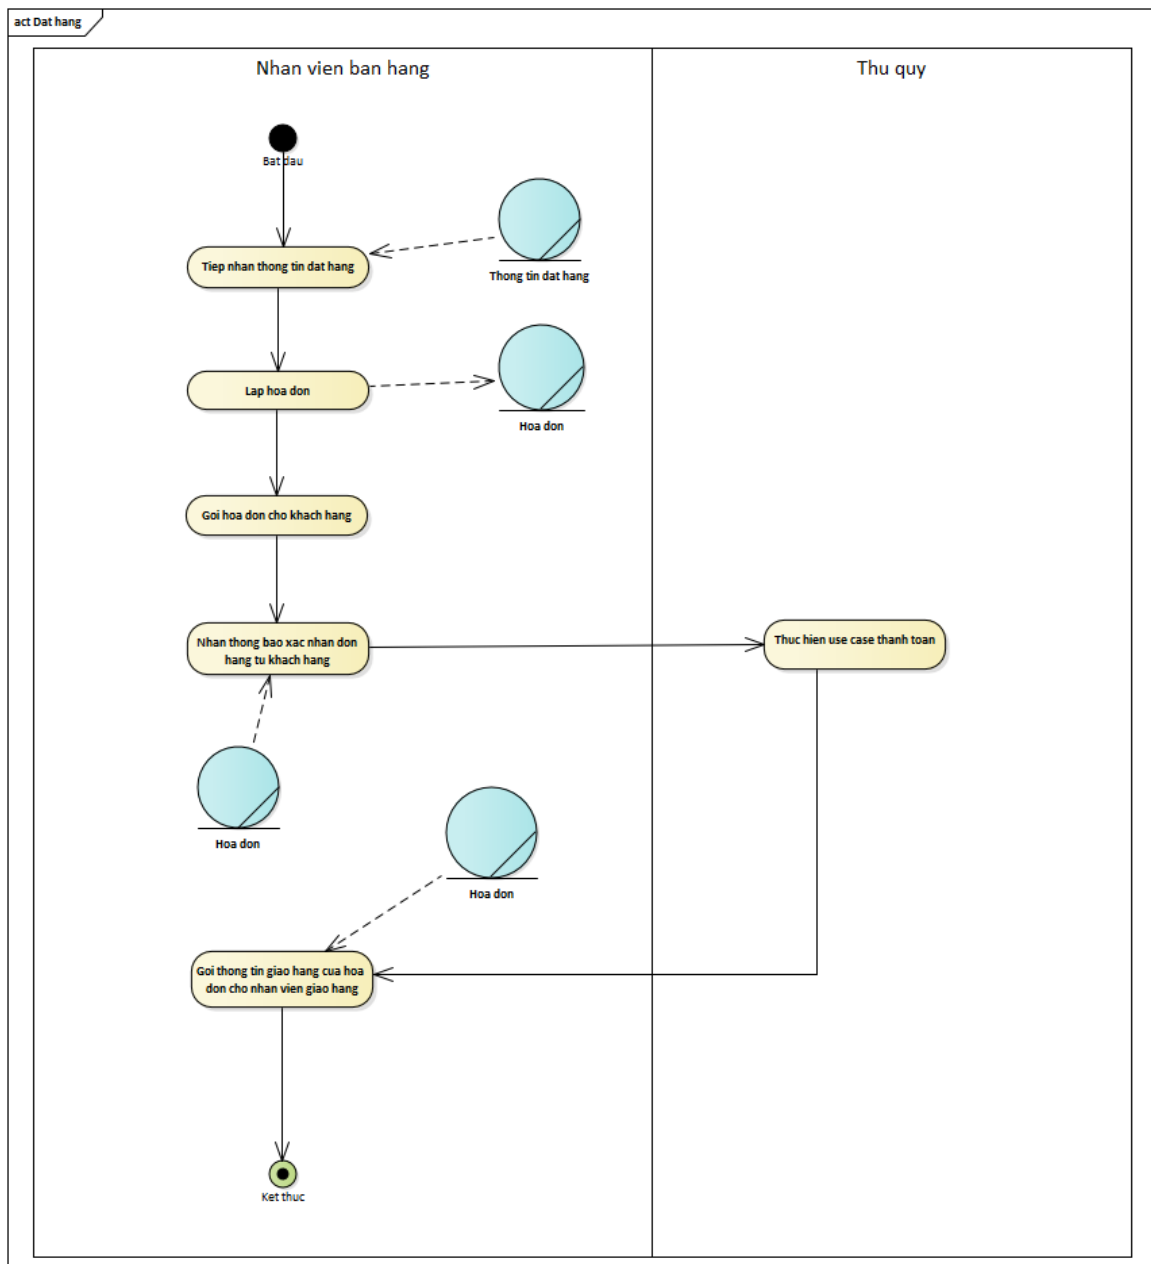 act Dat hang
Nhan vien ban hang
Thu quy
Bat dau
Tiep nhan thong tin dat hang
Thong tin dat hang
Lap hoa don
Hoa don
Goi hoa don cho khach hang
Nhan thong bao xac nhan don
hang tu khach hang
Thuc hien use case thanh toan
Hoa don
Hoa don
Goi thong tin giao hang cua hoa
don cho nhan vien giao hang
Ket thuc